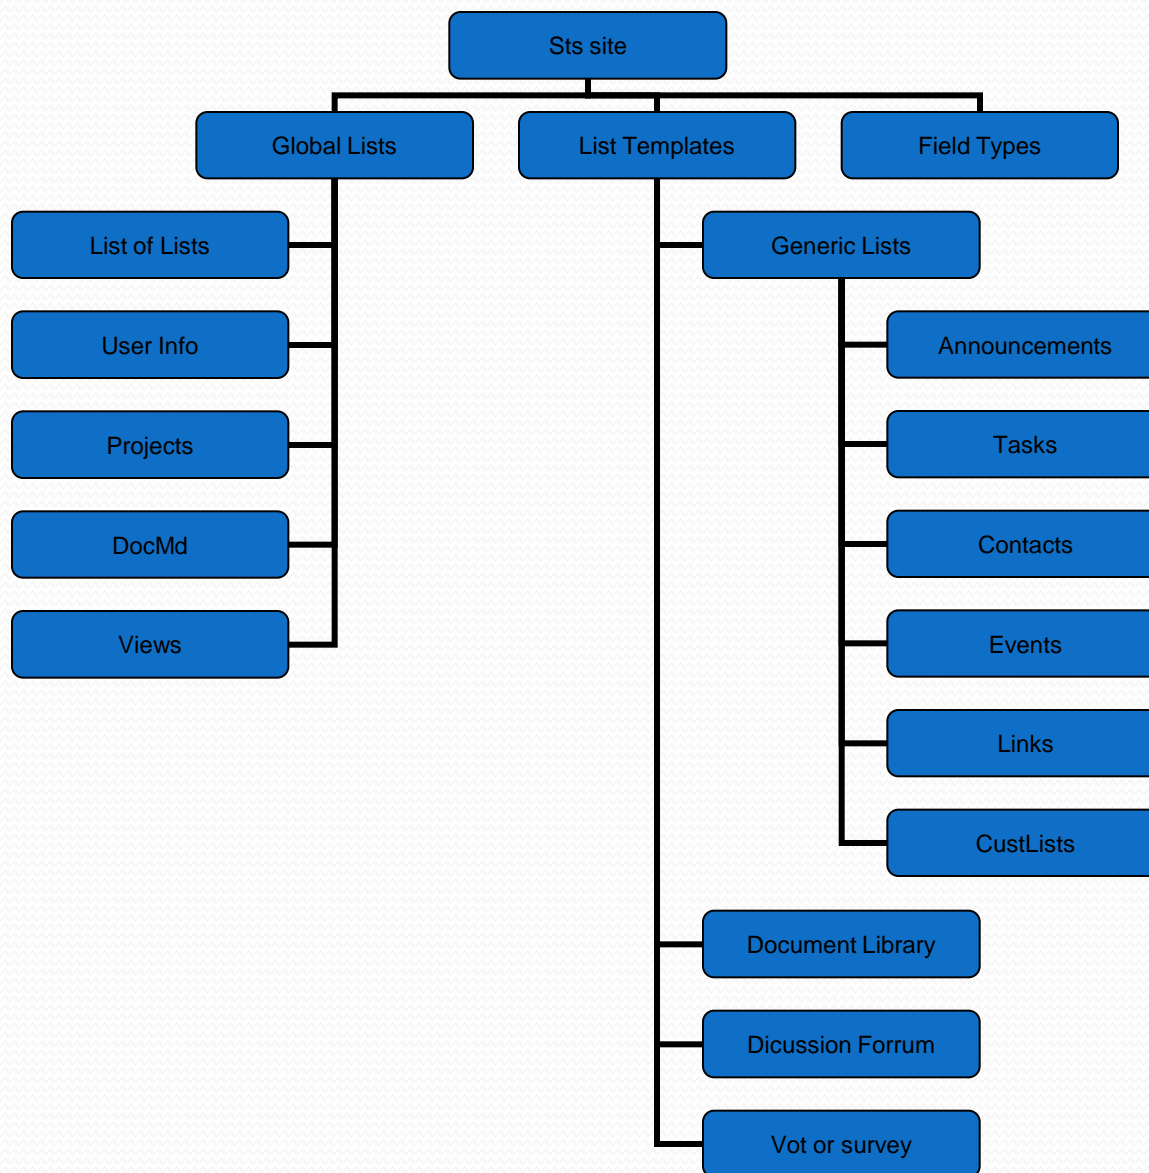 Sts site
Global Lists
List Templates
Field Types
List of Lists
User Info
Projects
DocMd
Views
Generic Lists
Announcements
Tasks
Contacts
Events
Links
CustLists
Document Library
Dicussion Forrum
Vot or survey